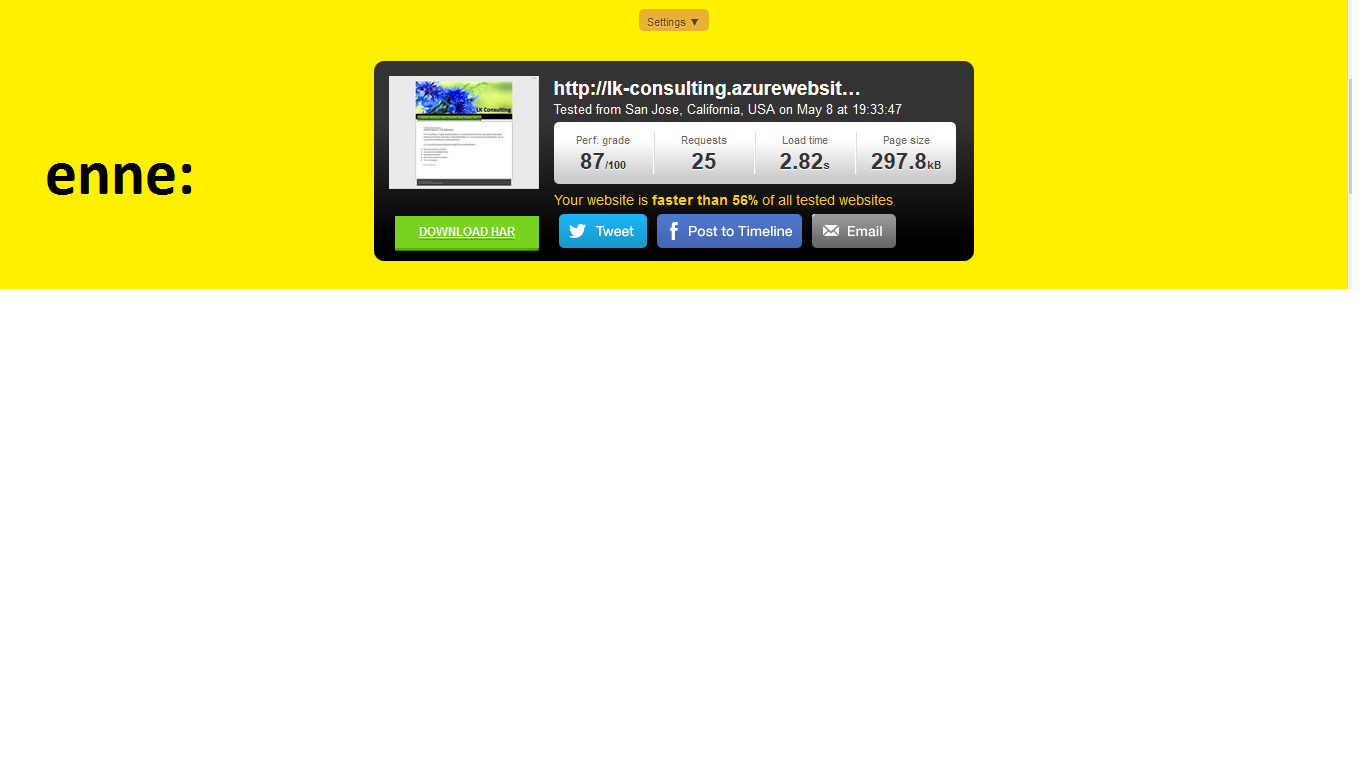 Settings ▼
enne:
LK Consulting
http://lk-consulting.azurewebsit...
Tested from San Jose, California, USA on May 8 at 19:33:47
Perf. grade Requests Load time Page size
87/100 25 2.82s 297.8kB
Your website is faster than 56% of all tested websites
DOWNLOAD HAR Tweet Post to Timeline Email